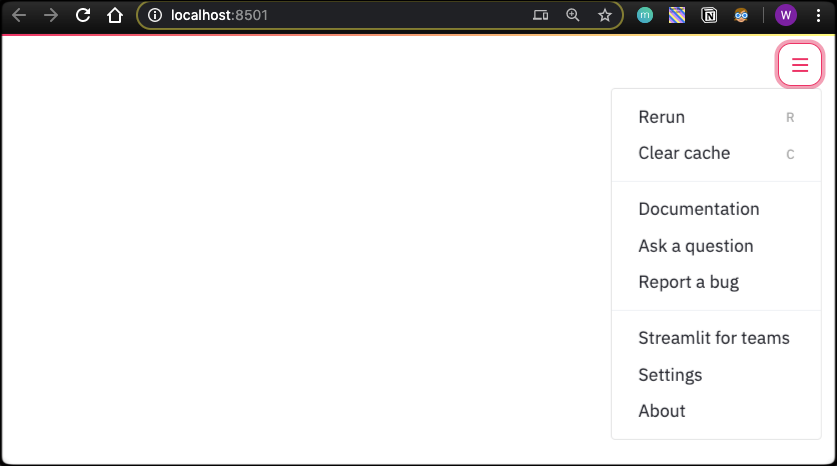 localhost:8501
m
N
W
Rerun R
Clear cache C
Documentation
Ask a question
Report a bug
Streamlit for teams
Settings
About